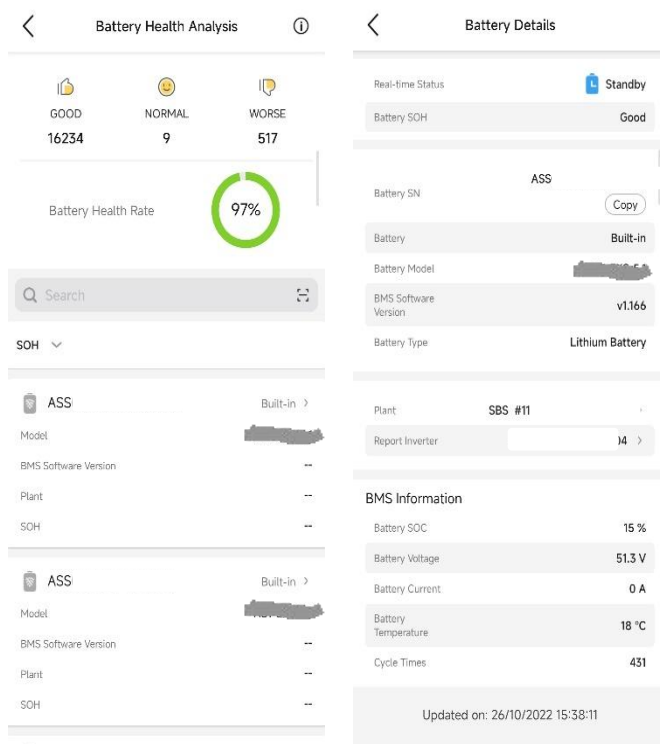 Battery Health Analysis
GOOD NORMAL WORSE
16234 9 517
Battery Health Rate 97%
Search
SOH
ASS Built-in
Model
BMS Software Version --
Plant --
SOH --
ASS Built-in
Model
BMS Software Version --
Plant --
SOH --
Battery Details
Real-time Status Standby
Battery SOH Good
Battery SN ASS
Copy
Battery Built-in
Battery Model
BMS Software
Version v1.166
Battery Type Lithium Battery
Plant SBS #11
Report Inverter 04
BMS Information
Battery SOC 15 %
Battery Voltage 51.3 V
Battery Current 0 A
Battery
Temperature 18 °C
Cycle Times 431
Updated on: 26/10/2022 15:38:11